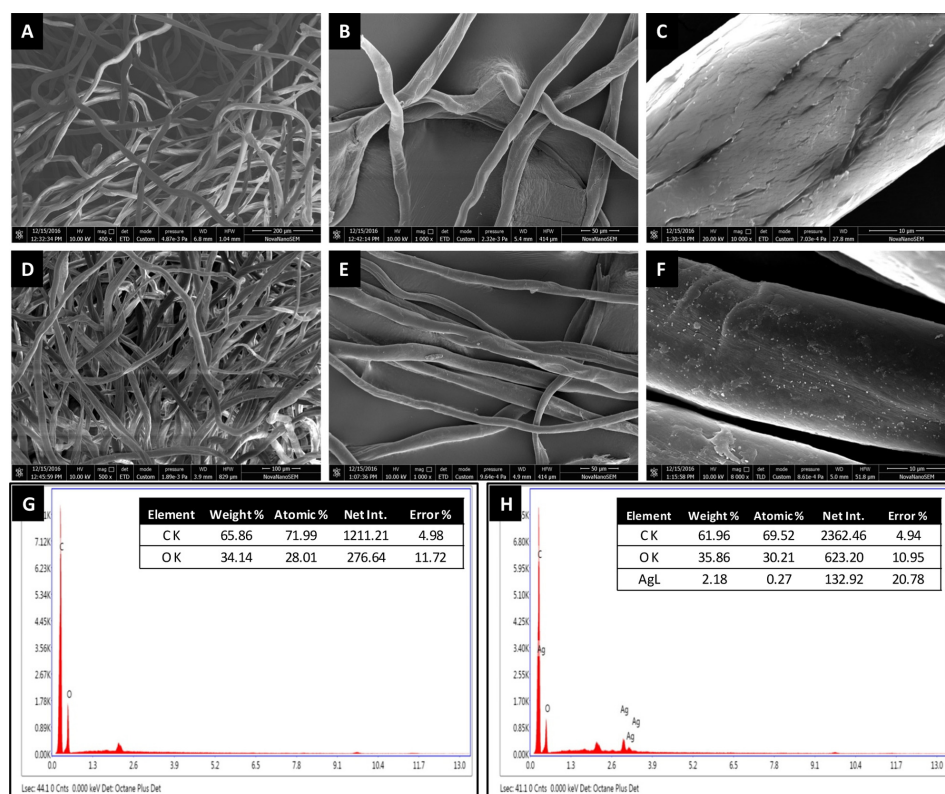 A
B
C
12/15/2016 HV mag □ det mode pressure WD HFW 200 μm
12:32:34 PM 10.00 kV 400 x ETD Custom 4.87e-3 Pa 6.8 mm 1.04 mm NovaNanoSEM
12/15/2016 HV mag □ det mode pressure WD HFW 50 μm
12:42:14 PM 10.00 kV 1 000 x ETD Custom 2.32e-3 Pa 5.4 mm 414 μm NovaNanoSEM
12/15/2016 HV mag □ det mode pressure WD HFW 10 μm
1:30:51 PM 20.00 kV 10 000 x ETD Custom 7.03e-4 Pa 27.8 mm NovaNanoSEM
D
E
F
12/15/2016 HV mag □ det mode pressure WD HFW 100 μm
12:45:59 PM 10.00 kV 500 x ETD Custom 1.89e-3 Pa 3.9 mm 829 μm NovaNanoSEM
12/15/2016 HV mag □ det mode pressure WD HFW 50 μm
1:07:36 PM 10.00 kV 1 000 x ETD Custom 9.64e-4 Pa 4.9 mm 414 μm NovaNanoSEM
12/15/2016 HV mag □ det mode pressure WD HFW 10 μm
1:15:58 PM 10.00 kV 8 000 x TLD Custom 8.61e-4 Pa 5.0 mm 51.8 μm NovaNanoSEM
G
Element Weight % Atomic % Net Int. Error %
C K 65.86 71.99 1211.21 4.98
O K 34.14 28.01 276.64 11.72
7.12K
6.23K
5.34K
4.45K
3.56K
2.67K
1.78K
0.89K
0.00K
C
O
0.0 1.3 2.6 3.9 5.2 6.5 7.8 9.1 10.4 11.7 13.0
Lsec: 44.1 0 Cnts 0.000 keV Det: Octane Plus Det
H
Element Weight % Atomic % Net Int. Error %
C K 61.96 69.52 2362.46 4.94
O K 35.86 30.21 623.20 10.95
AgL 2.18 0.27 132.92 20.78
6.80K
5.95K
5.10K
4.25K
3.40K
2.55K
1.70K
0.85K
0.00K
C
Ag
O
Ag
Ag
Ag
0.0 1.3 2.6 3.9 5.2 6.5 7.8 9.1 10.4 11.7 13.0
Lsec: 41.1 0 Cnts 0.000 keV Det: Octane Plus Det